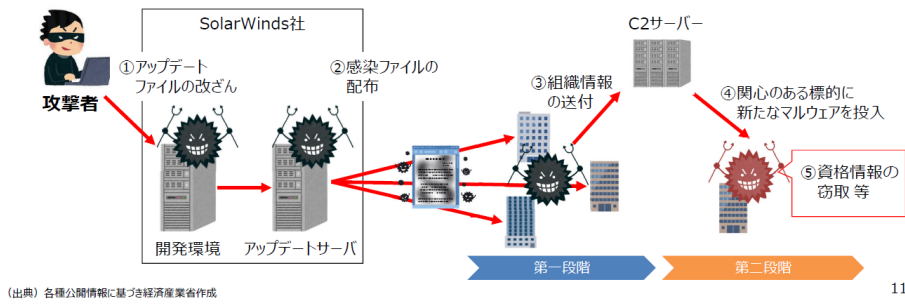 SolarWinds社
C2サーバー
①アップデート
ファイルの改ざん
②感染ファイルの
配布
③組織情報
の送付
④関心のある標的に
新たなマルウェアを投入
⑤資格情報の
窃取 等
攻撃者
開発環境
アップデートサーバ
第一段階
第二段階
（出典）各種公開情報に基づき経済産業省作成
11